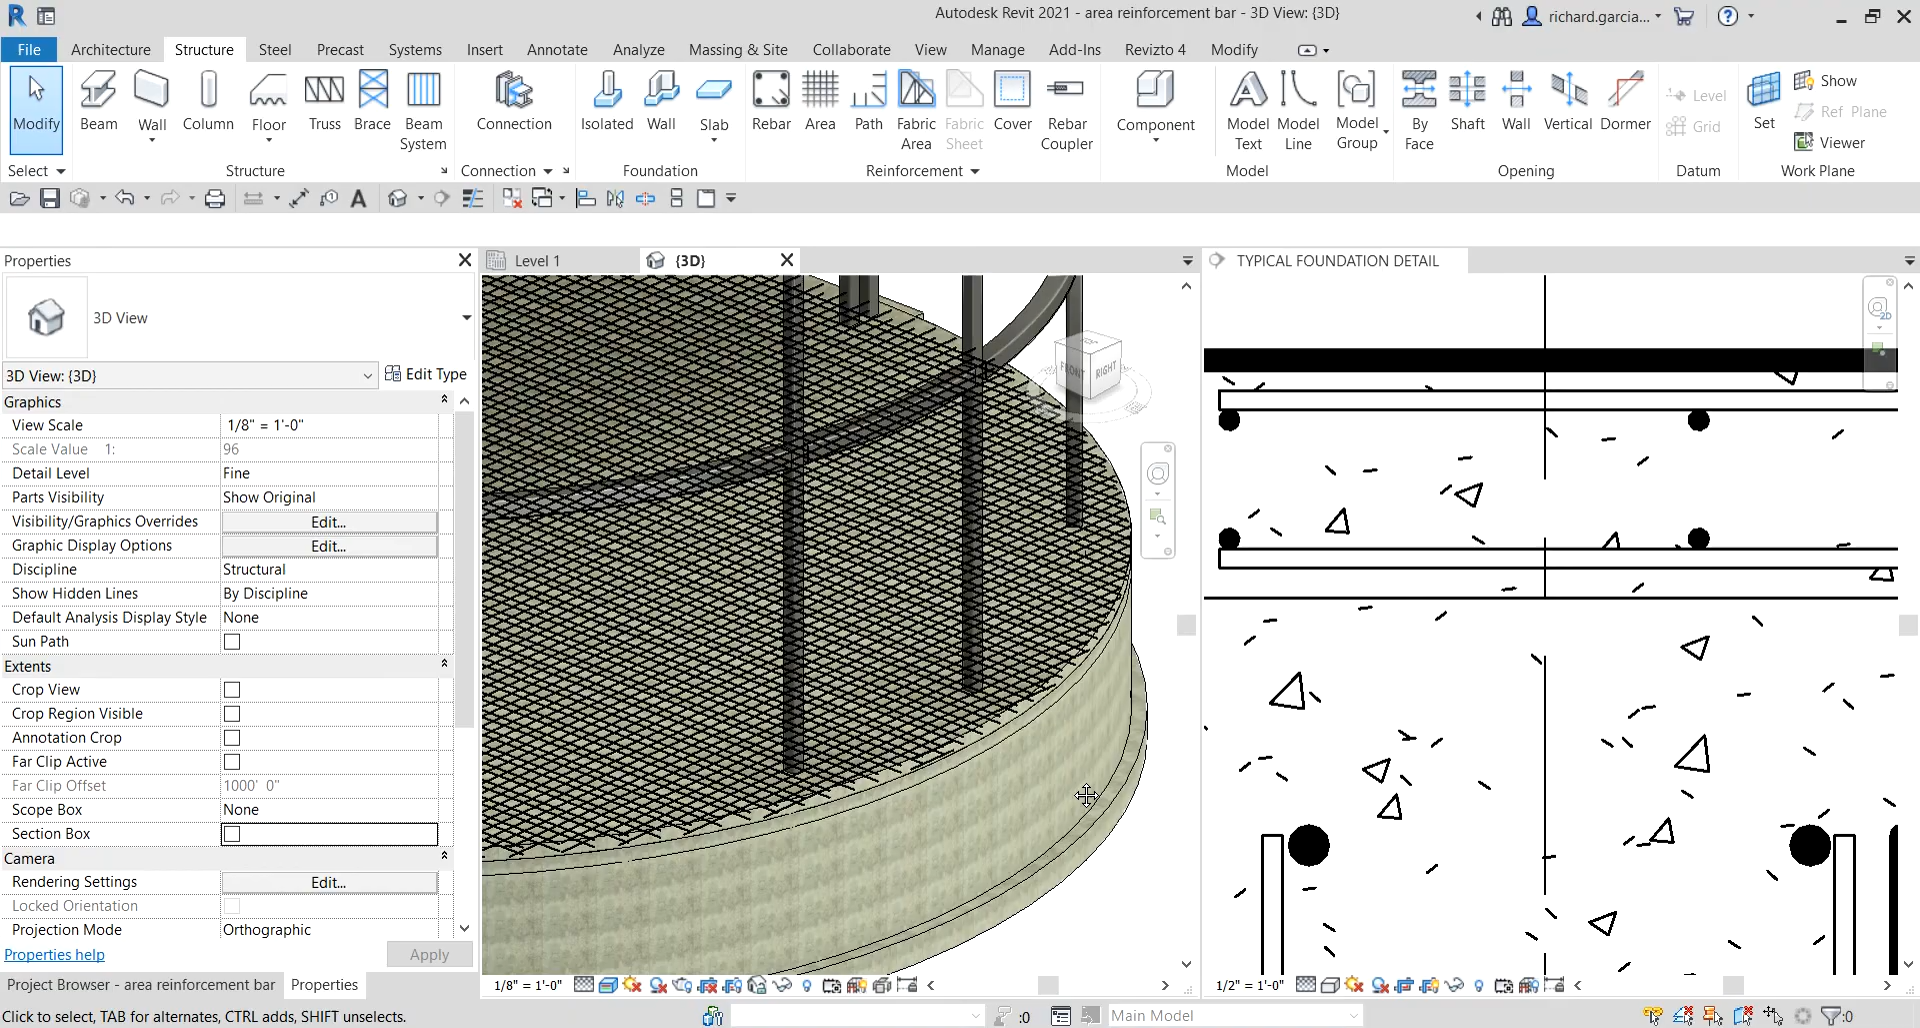 Autodesk Revit 2021 - area reinforcement bar - 3D View: {3D}
richard.garcia...
File Architecture Structure Steel Precast Systems Insert Annotate Analyze Massing & Site Collaborate View Manage Add-Ins Revizto 4 Modify
Modify Beam Wall Column Floor Truss Brace Beam System
Connection
Isolated Wall Slab
Rebar Area Path Fabric Area Fabric Sheet Cover Rebar Coupler
Component Model Text Model Line Model Group
By Face Shaft Wall Vertical Dormer
Level
Grid
Set Show
Ref Plane
Viewer
Select Structure Connection Foundation Reinforcement Model Opening Datum Work Plane
Properties
3D View
3D View: {3D} Edit Type
Graphics
View Scale 1/8" = 1'-0"
Scale Value 1: 96
Detail Level Fine
Parts Visibility Show Original
Visibility/Graphics Overrides Edit...
Graphic Display Options Edit...
Discipline Structural
Show Hidden Lines By Discipline
Default Analysis Display Style None
Sun Path
Extents
Crop View
Crop Region Visible
Annotation Crop
Far Clip Active
Far Clip Offset 1000' 0"
Scope Box None
Section Box
Camera
Rendering Settings Edit...
Locked Orientation
Projection Mode Orthographic
Properties help Apply
Project Browser - area reinforcement bar Properties
Level 1 {3D}
FRONT RIGHT
1/8" = 1'-0"
TYPICAL FOUNDATION DETAIL
2D
1/2" = 1'-0"
Click to select, TAB for alternates, CTRL adds, SHIFT unselects.
:0 Main Model :0